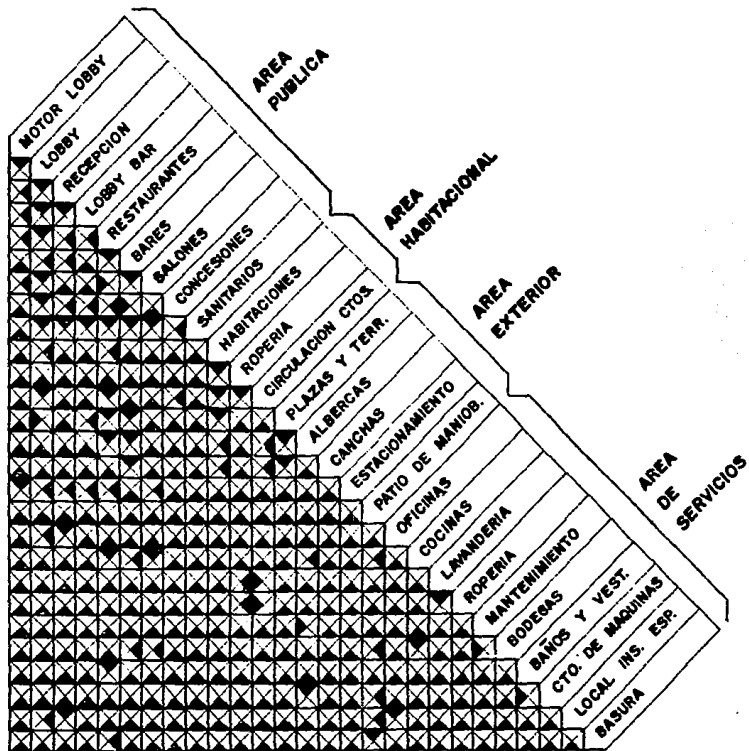 MOTOR LOBBY
LOBBY
RECEPCION
LOBBY BAR
RESTAURANTES
BARES
SALONES
CONCESIONES
SANITARIOS
HABITACIONES
ROPERIA
CIRCULACION CTOS.
PLAZAS Y TERR.
ALBERCAS
CANCHAS
ESTACIONAMIENTO
PATIO DE MANIOB.
OFICINAS
COCINAS
LAVANDERIA
ROPERIA
MANTENIMIENTO
BODEGAS
BAÑOS Y VEST.
CTO. DE MAQUINAS
LOCAL INS. ESP.
BASURA
AREA
PUBLICA
AREA
HABITACIONAL
AREA
EXTERIOR
AREA
DE
SERVICIOS